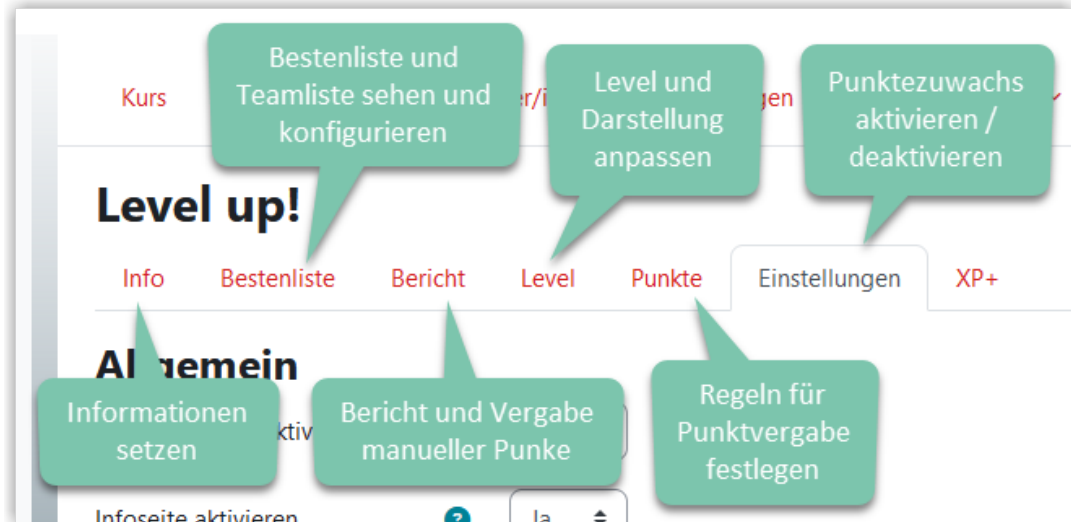 Bestenliste und
Teamliste sehen und
konfigurieren
Level und
Darstellung
anpassen
Punktezuwachs
aktivieren /
deaktivieren
Kurs
Level up!
Info Bestenliste Bericht Level Punkte Einstellungen XP+
Allgemein
Informationen
setzen
Bericht und Vergabe
manueller Punke
Regeln für
Punktvergabe
festlegen
Infoseite aktivieren ? Ja